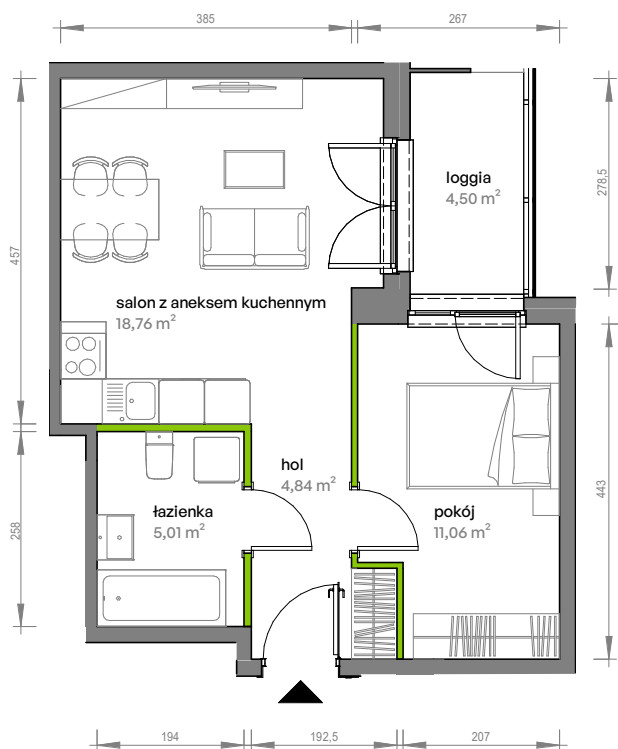 385
267
457
278,5
loggia
4,50 m²
salon z aneksem kuchennym
18,76 m²
hol
4,84 m²
łazienka
5,01 m²
pokój
11,06 m²
258
443
194
192,5
207